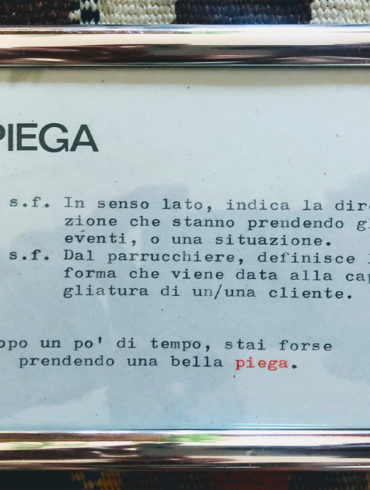 PIEGA
s.f. In senso lato, indica la dire
zione che stanno prendendo g
eventi, o una situazione.
s.f. Dal parrucchiere, definisce l
forma che viene data alla cap
gliatura di un/una cliente.
opo un po' di tempo, stai forse
prendendo una bella piega.